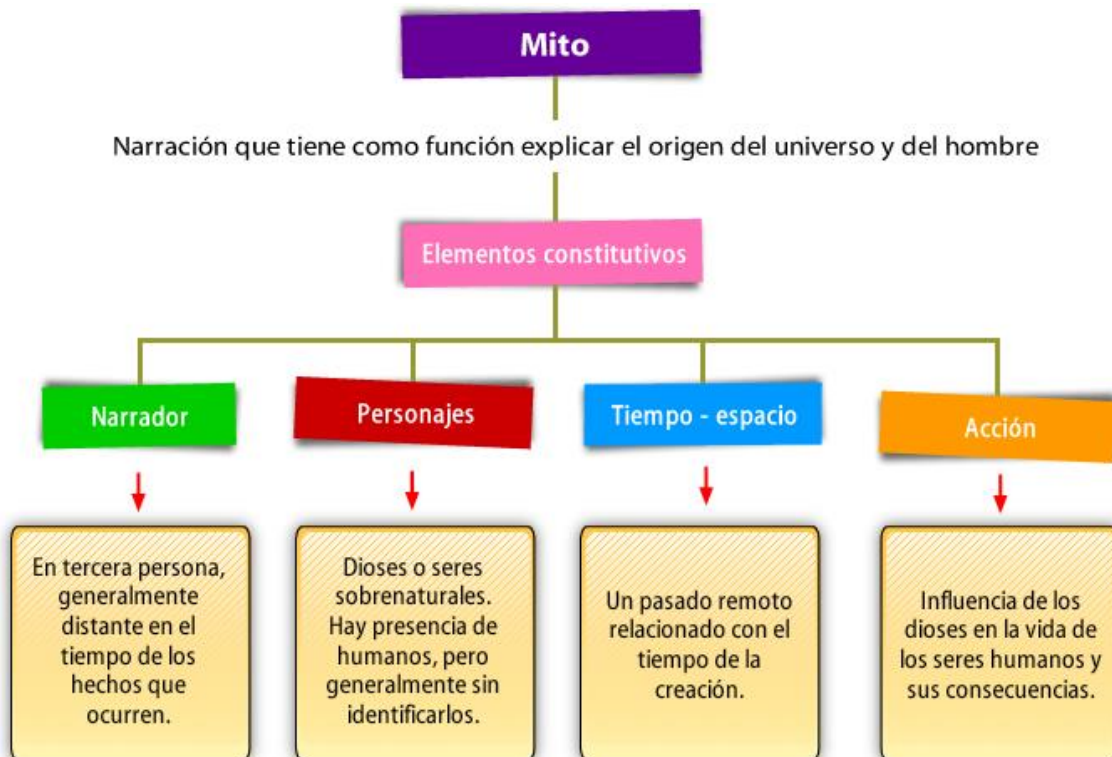 Mito
Narración que tiene como función explicar el origen del universo y del hombre
Elementos constitutivos
Narrador
Personajes
Tiempo - espacio
Acción
En tercera persona,
generalmente
distante en el
tiempo de los
hechos que
ocurren.
Dioses o seres
sobrenaturales.
Hay presencia de
humanos, pero
generalmente sin
identificarlos.
Un pasado remoto
relacionado con el
tiempo de la
creación.
Influencia de los
dioses en la vida de
los seres humanos y
sus consecuencias.